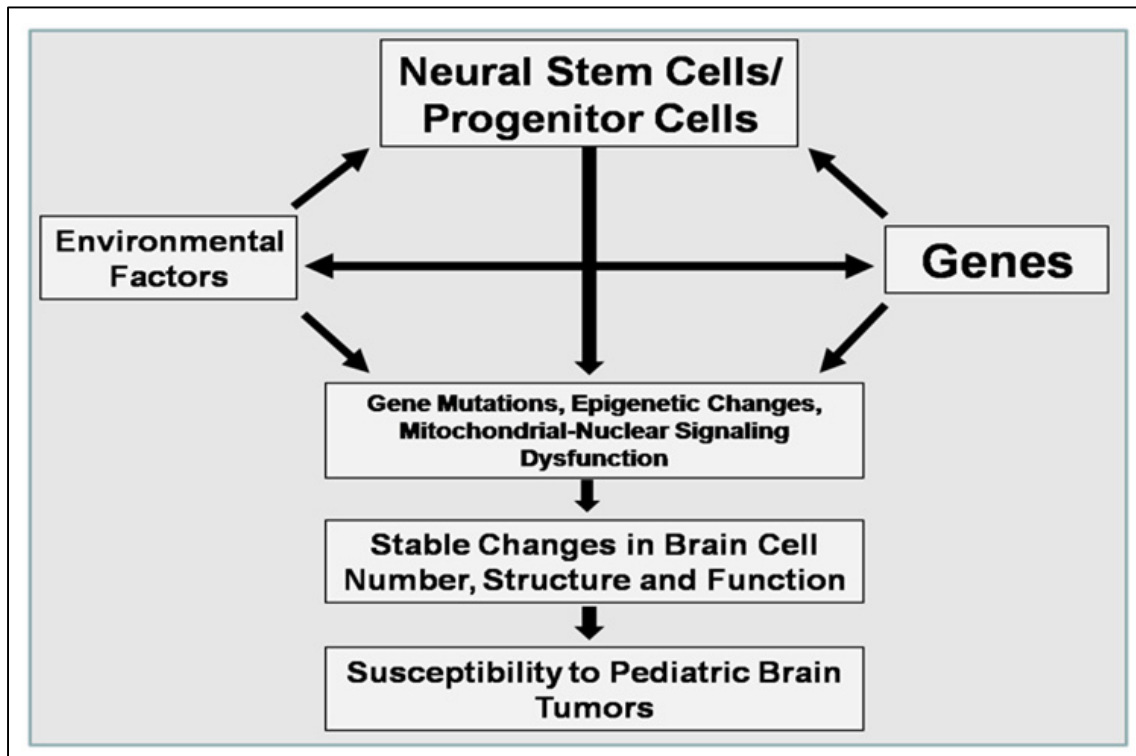 Neural Stem Cells/
Progenitor Cells
Environmental
Factors
Genes
Gene Mutations, Epigenetic Changes,
Mitochondrial-Nuclear Signaling
Dysfunction
Stable Changes in Brain Cell
Number, Structure and Function
Susceptibility to Pediatric Brain
Tumors